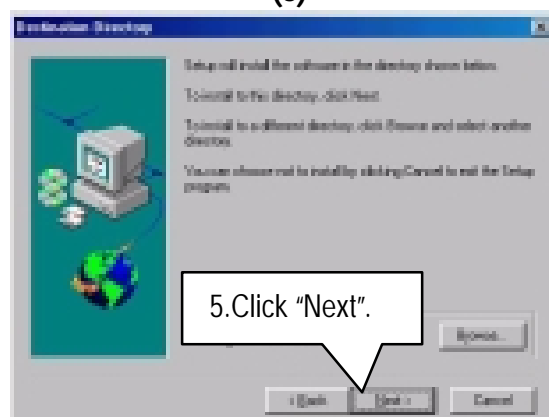 Destination Directory
Setup will install the software in the directory shown below.
To install to this directory, click Next.
To install to a different directory, click Browse and select another
directory.
You can choose not to install by clicking Cancel to exit the Setup
program.
5.Click “Next”.
Browse...
< Back
Next >
Cancel